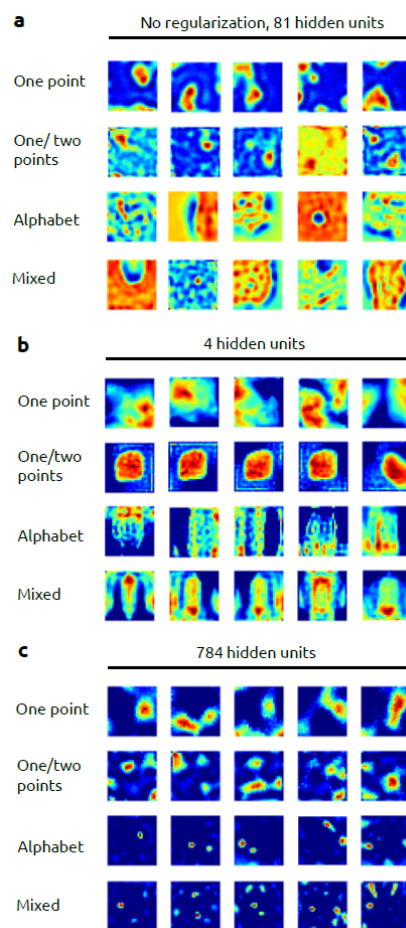 a
No regularization, 81 hidden units
One point
One/ two
points
Alphabet
Mixed
b
4 hidden units
One point
One/two
points
Alphabet
Mixed
c
784 hidden units
One point
One/two
points
Alphabet
Mixed